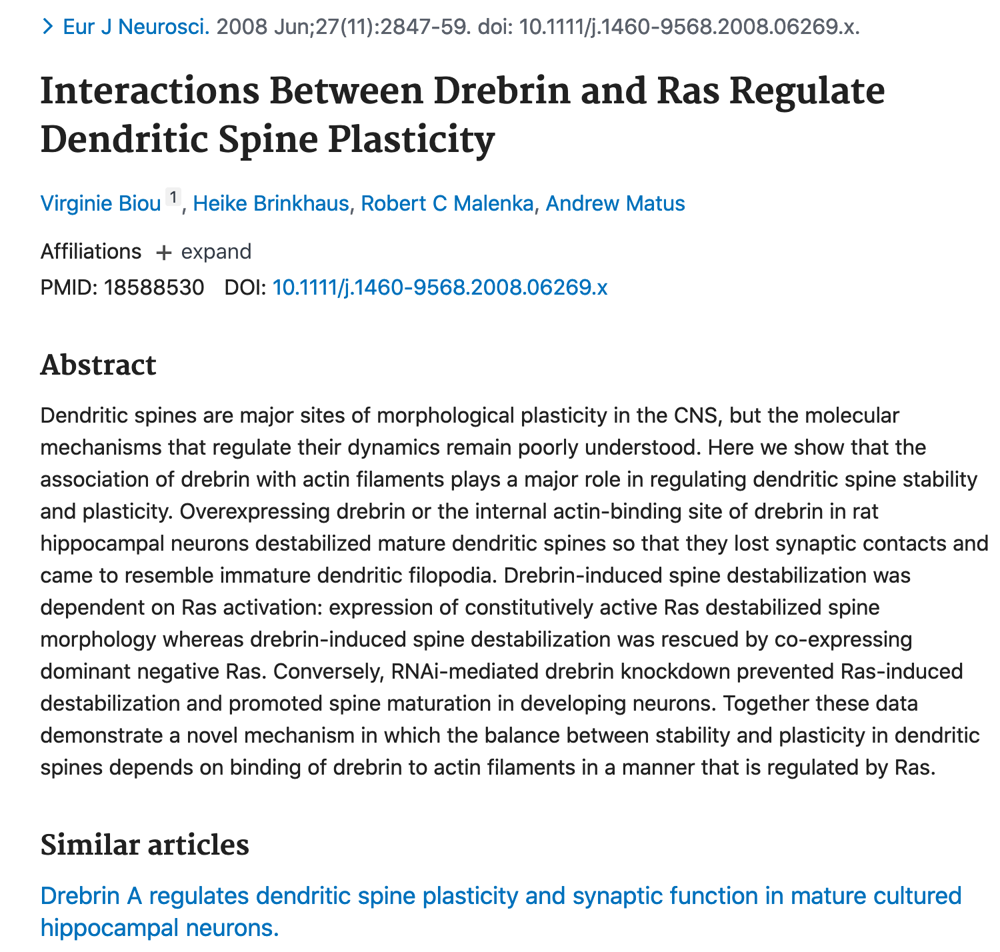 > Eur J Neurosci. 2008 Jun;27(11):2847-59. doi: 10.1111/j.1460-9568.2008.06269.x.
Interactions Between Drebrin and Ras Regulate
Dendritic Spine Plasticity
Virginie Biou 1, Heike Brinkhaus, Robert C Malenka, Andrew Matus
Affiliations + expand
PMID: 18588530 DOI: 10.1111/j.1460-9568.2008.06269.x
Abstract
Dendritic spines are major sites of morphological plasticity in the CNS, but the molecular
mechanisms that regulate their dynamics remain poorly understood. Here we show that the
association of drebrin with actin filaments plays a major role in regulating dendritic spine stability
and plasticity. Overexpressing drebrin or the internal actin-binding site of drebrin in rat
hippocampal neurons destabilized mature dendritic spines so that they lost synaptic contacts and
came to resemble immature dendritic filopodia. Drebrin-induced spine destabilization was
dependent on Ras activation: expression of constitutively active Ras destabilized spine
morphology whereas drebrin-induced spine destabilization was rescued by co-expressing
dominant negative Ras. Conversely, RNAi-mediated drebrin knockdown prevented Ras-induced
destabilization and promoted spine maturation in developing neurons. Together these data
demonstrate a novel mechanism in which the balance between stability and plasticity in dendritic
spines depends on binding of drebrin to actin filaments in a manner that is regulated by Ras.
Similar articles
Drebrin A regulates dendritic spine plasticity and synaptic function in mature cultured
hippocampal neurons.